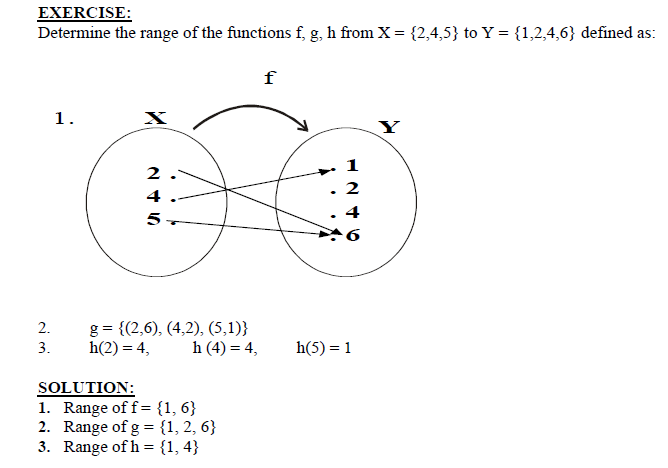 EXERCISE:
Determine the range of the functions f, g, h from X = {2,4,5} to Y = {1,2,4,6} defined as:
f
1. X Y
2 . . 1
4 . . 2
5 . . 4
. 6
2. g = {(2,6), (4,2), (5,1)}
3. h(2) = 4, h (4) = 4, h(5) = 1
SOLUTION:
1. Range of f = {1, 6}
2. Range of g = {1, 2, 6}
3. Range of h = {1, 4}